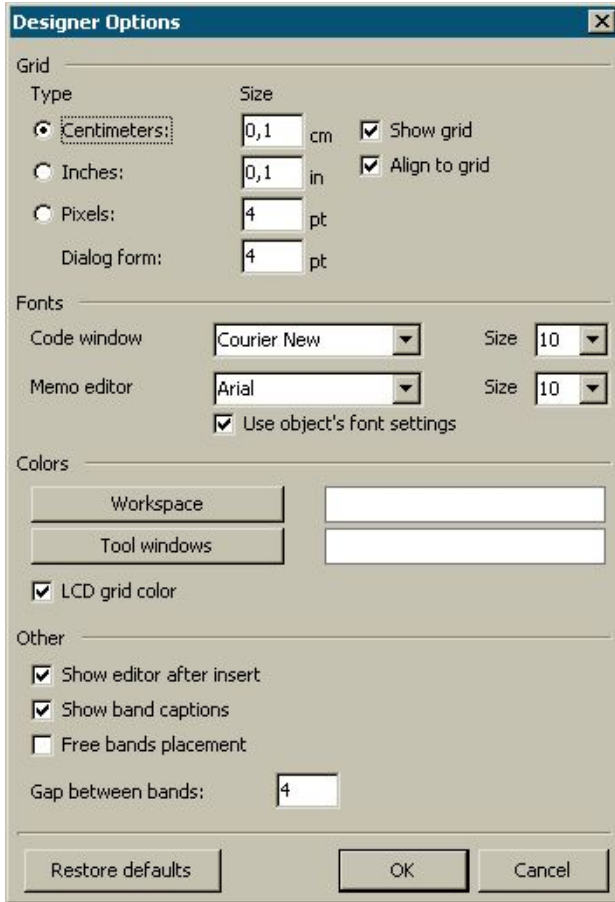 Designer Options
Grid
Type Size
Centimeters: 0,1 cm Show grid
Inches: 0,1 in Align to grid
Pixels: 4 pt
Dialog form: 4 pt
Fonts
Code window Courier New Size 10
Memo editor Arial Size 10
Use object's font settings
Colors
Workspace
Tool windows
LCD grid color
Other
Show editor after insert
Show band captions
Free bands placement
Gap between bands: 4
Restore defaults OK Cancel